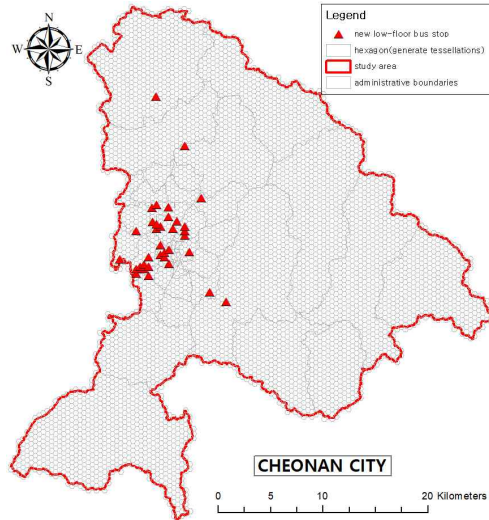 N
W
E
S
Legend
new low-floor bus stop
hexagon(generate tessellations)
study area
administrative boundaries
CHEONAN CITY
0 5 10 20 Kilometers